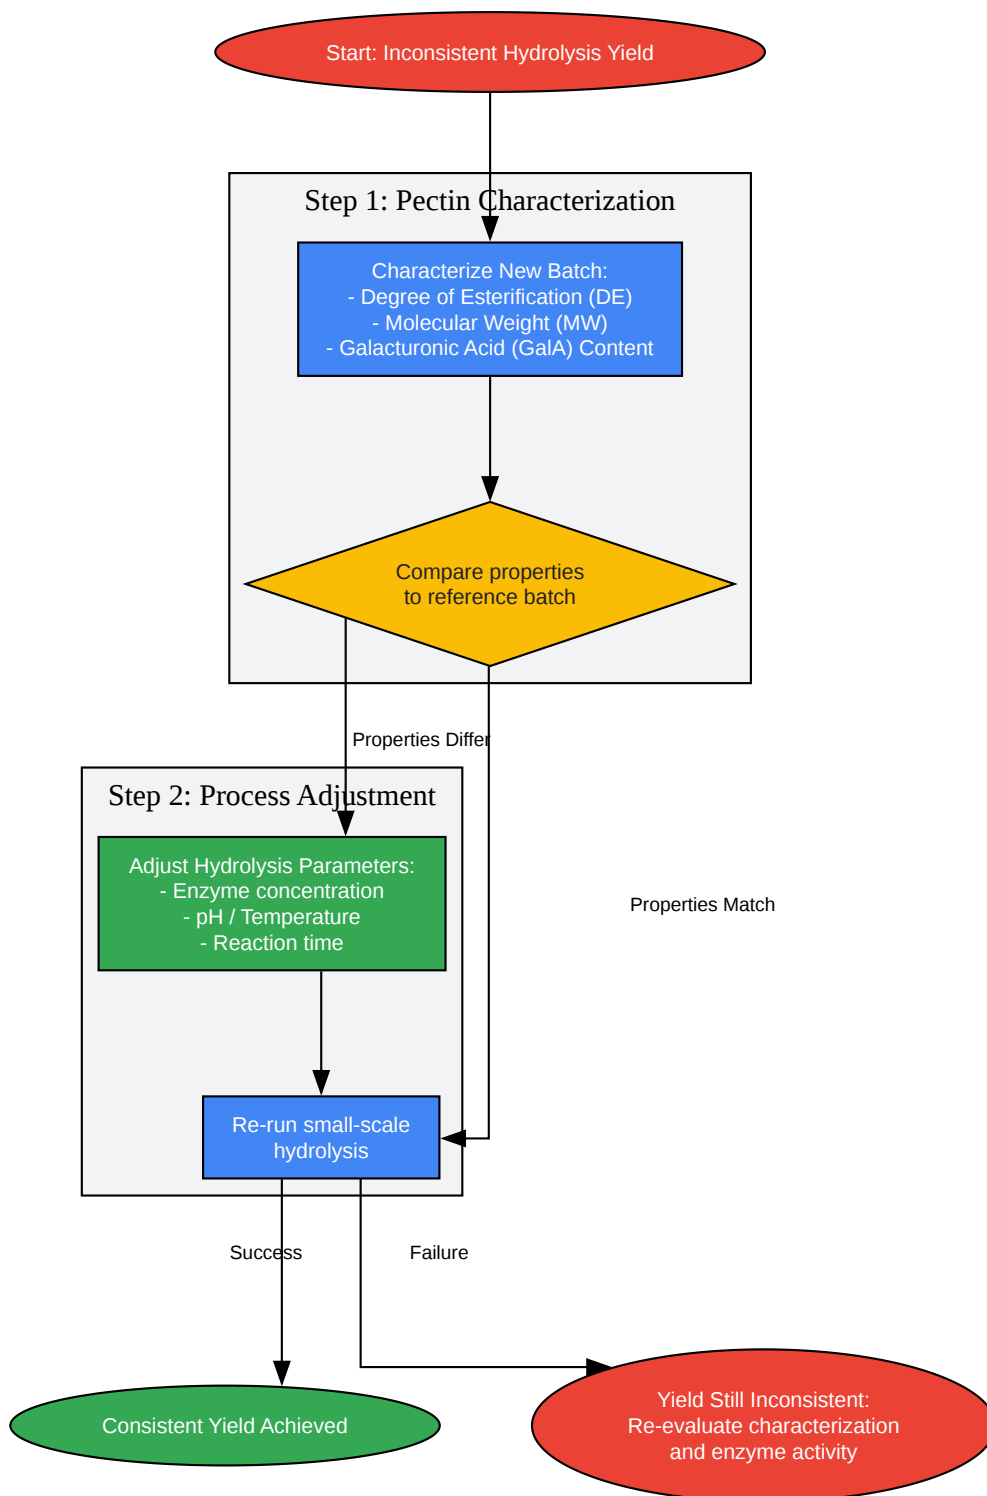 Start: Inconsistent Hydrolysis Yield
Step 1: Pectin Characterization
Characterize New Batch:
- Degree of Esterification (DE)
- Molecular Weight (MW)
- Galacturonic Acid (GalA) Content
Compare properties
to reference batch
Properties Differ
Step 2: Process Adjustment
Adjust Hydrolysis Parameters:
- Enzyme concentration
- pH / Temperature
- Reaction time
Properties Match
Re-run small-scale
hydrolysis
Success
Failure
Consistent Yield Achieved
Yield Still Inconsistent:
Re-evaluate characterization
and enzyme activity